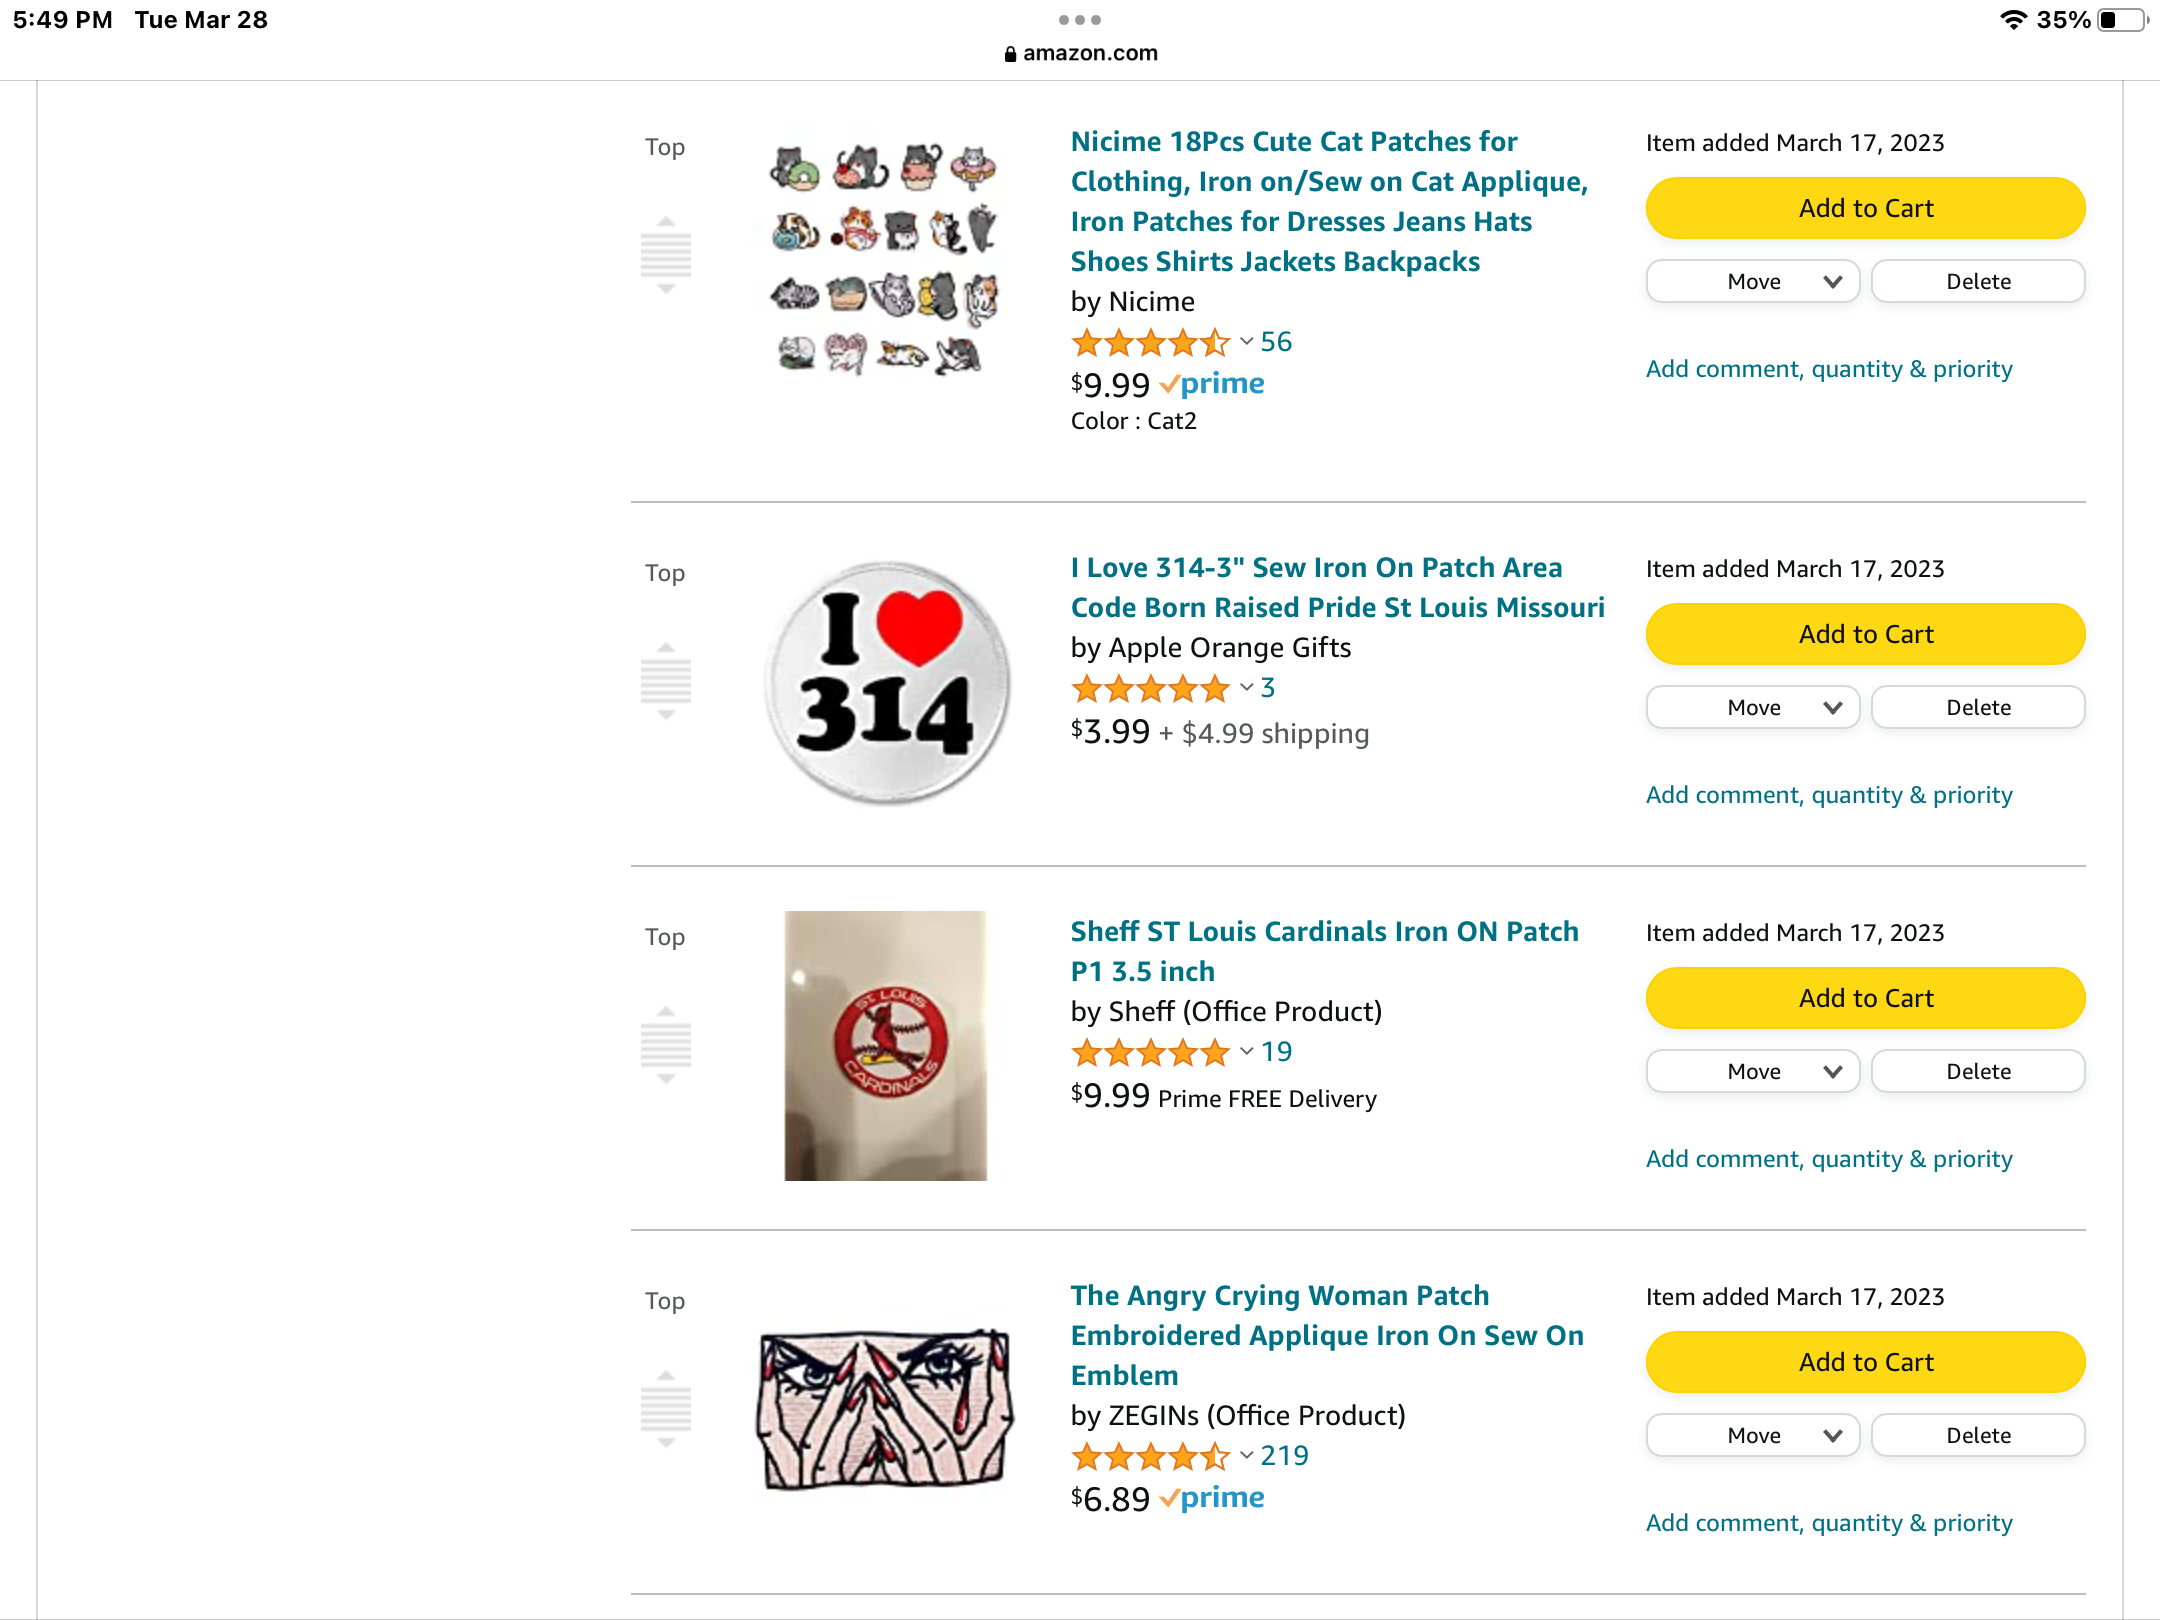 5:49 PM Tue Mar 28
35%
amazon.com
Top
Nicime 18Pcs Cute Cat Patches for
Clothing, Iron on/Sew on Cat Applique,
Iron Patches for Dresses Jeans Hats
Shoes Shirts Jackets Backpacks
by Nicime
56
$9.99 prime
Color : Cat2
Item added March 17, 2023
Add to Cart
Move
Delete
Add comment, quantity & priority
Top
I
314
I Love 314-3" Sew Iron On Patch Area
Code Born Raised Pride St Louis Missouri
by Apple Orange Gifts
3
$3.99 + $4.99 shipping
Item added March 17, 2023
Add to Cart
Move
Delete
Add comment, quantity & priority
Top
ST LOUIS
CARDINALS
Sheff ST Louis Cardinals Iron ON Patch
P1 3.5 inch
by Sheff (Office Product)
19
$9.99 Prime FREE Delivery
Item added March 17, 2023
Add to Cart
Move
Delete
Add comment, quantity & priority
Top
The Angry Crying Woman Patch
Embroidered Applique Iron On Sew On
Emblem
by ZEGINs (Office Product)
219
$6.89 prime
Item added March 17, 2023
Add to Cart
Move
Delete
Add comment, quantity & priority